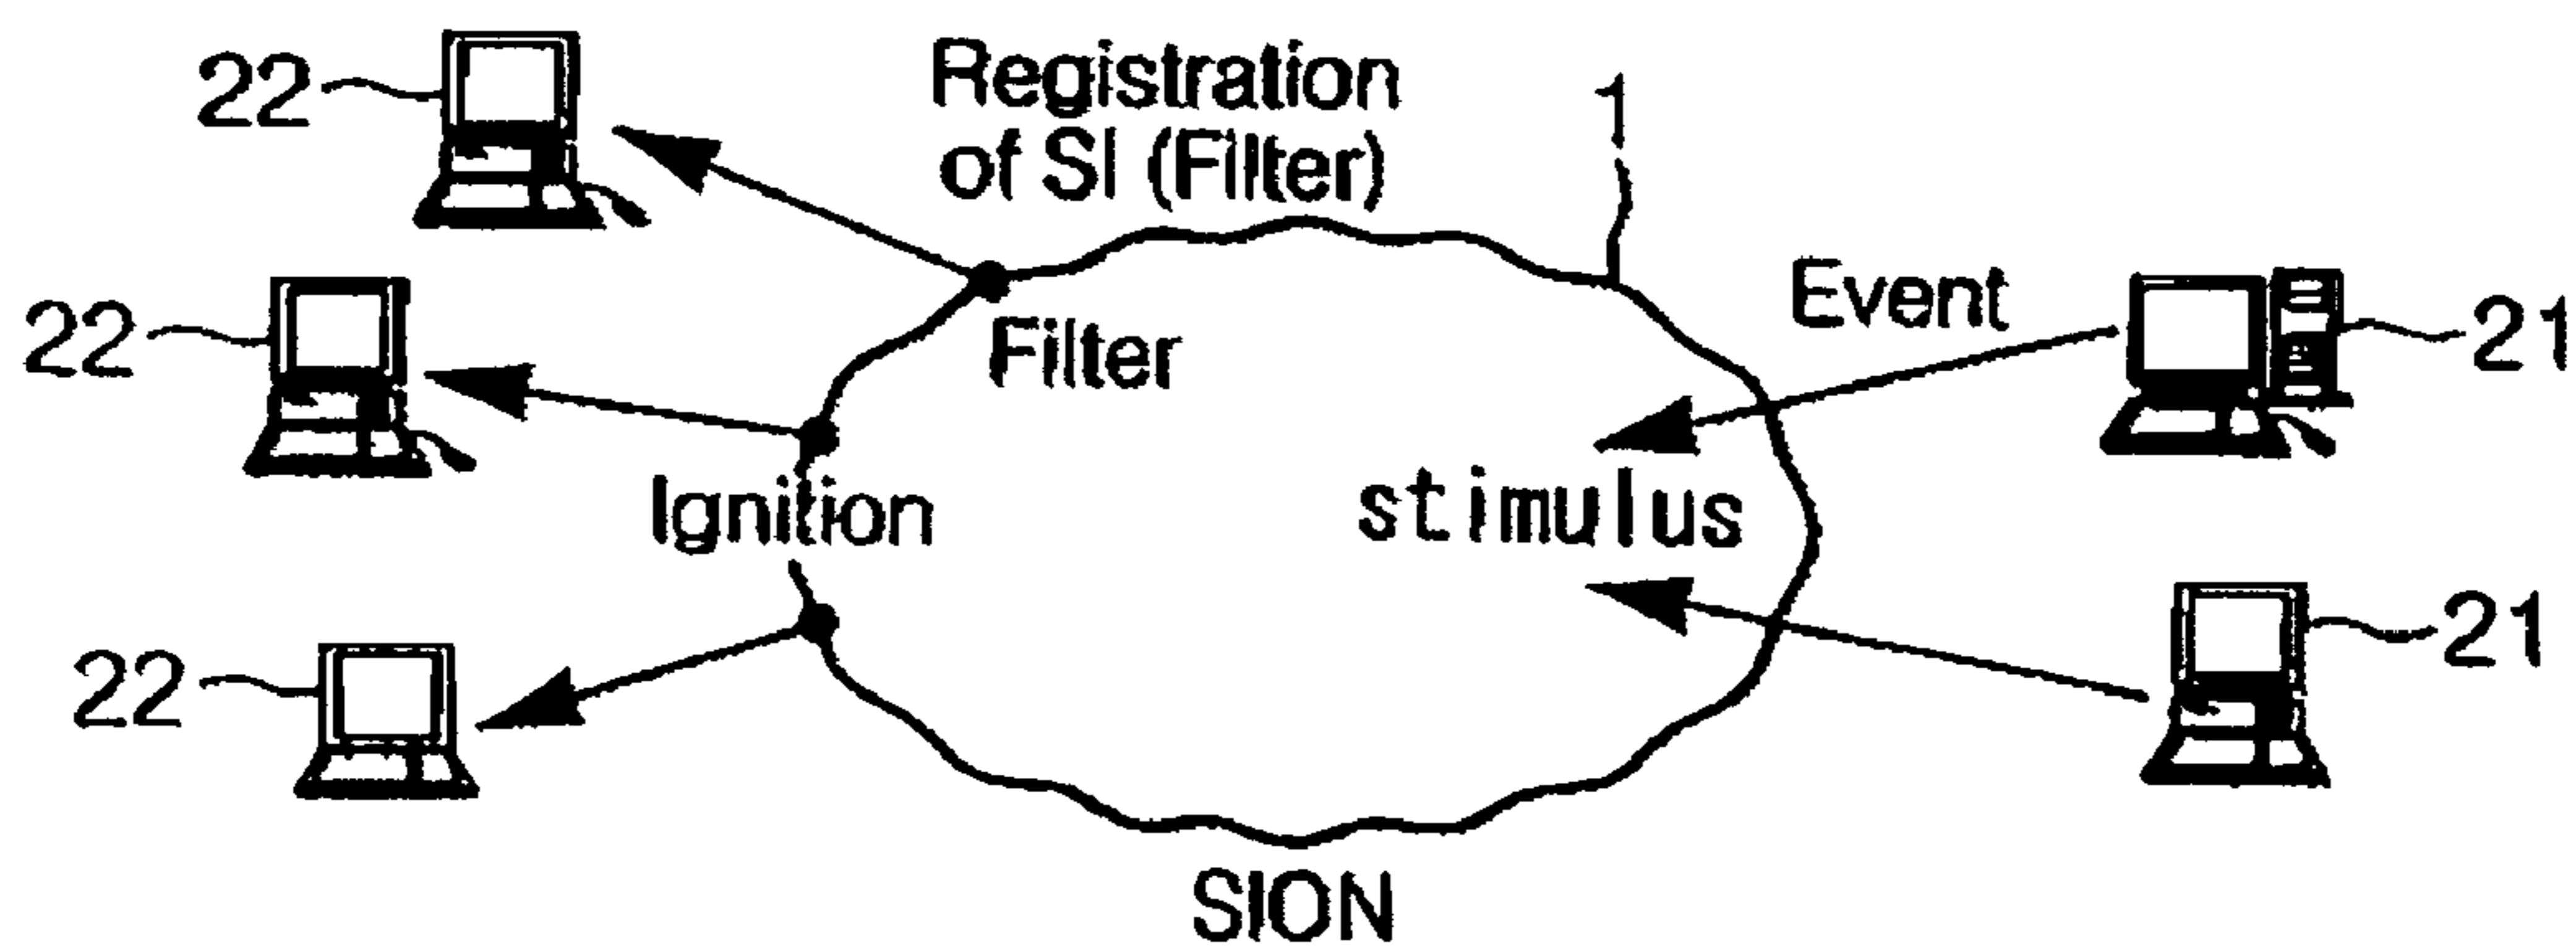 22
Registration
of SI (Filter)
1
Event
22
21
Filter
Ignition
stimulus
22
21
SION